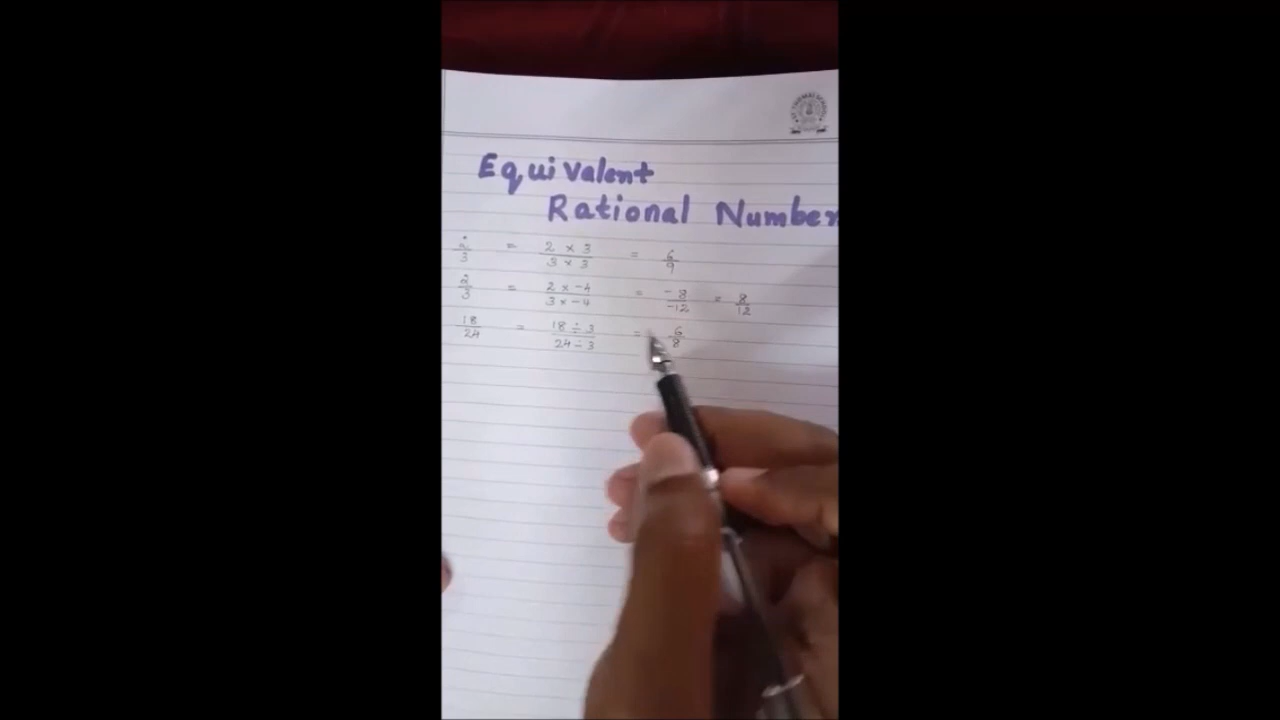 Equivalent
Rational Number
2/3 = 2 × 3 / 3 × 3 = 6/9
2/3 = 2 × -4 / 3 × -4 = -8/-12 = 8/12
18/24 = 18 ÷ 3 / 24 ÷ 3 = 6/8